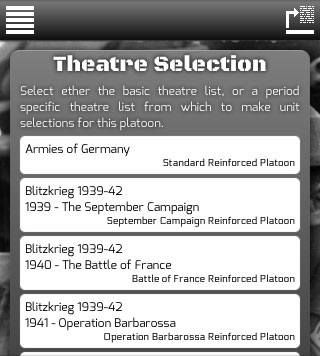 Theatre Selection
Select ether the basic theatre list, or a period
specific theatre list from which to make unit
selections for this platoon.
Armies of Germany
Standard Reinforced Platoon
Blitzkrieg 1939-42
1939 - The September Campaign
September Campaign Reinforced Platoon
Blitzkrieg 1939-42
1940 - The Battle of France
Battle of France Reinforced Platoon
Blitzkrieg 1939-42
1941 - Operation Barbarossa
Operation Barbarossa Reinforced Platoon